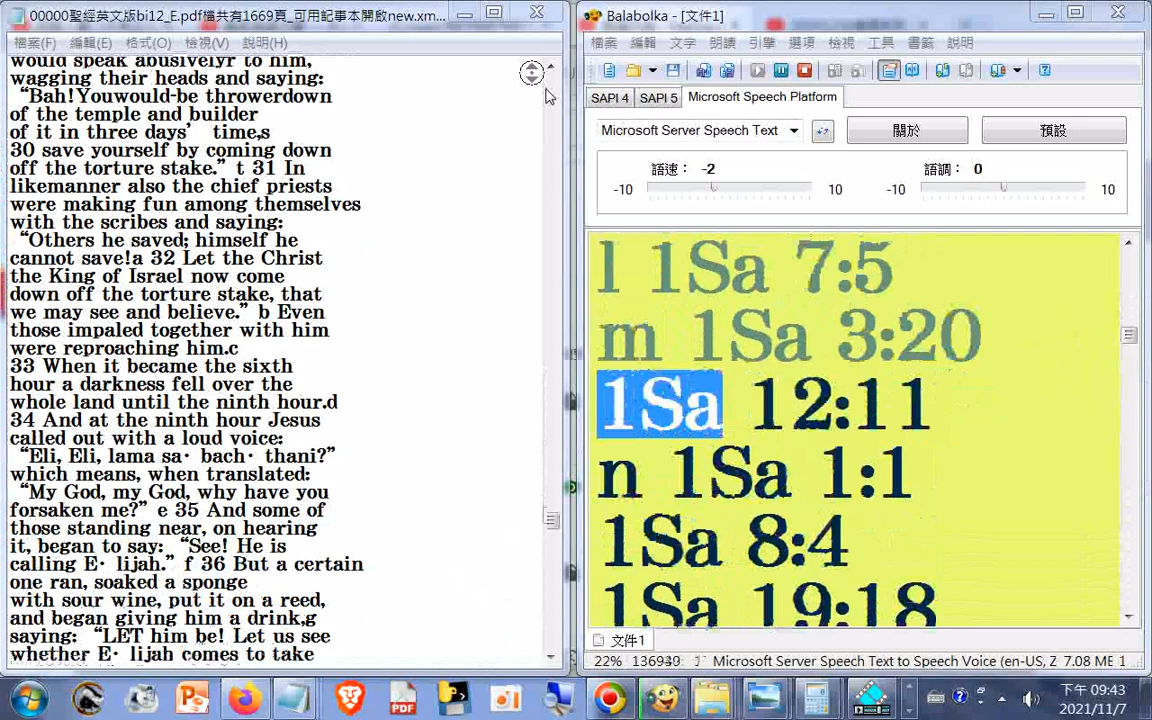 00000聖經英文版bi12_E.pdf檔共有1669頁_可用記事本開啟new.xm...
檔案(F) 編輯(E) 格式(O) 檢視(V) 說明(H)
would speak abusivelyr to him,
wagging their heads and saying:
“Bah! Youwould-be throwerdown
of the temple and builder
of it in three days’ time,s
30 save yourself by coming down
off the torture stake.” t 31 In
likemanner also the chief priests
were making fun among themselves
with the scribes and saying:
“Others he saved; himself he
cannot save!a 32 Let the Christ
the King of Israel now come
down off the torture stake, that
we may see and believe.” b Even
those impaled together with him
were reproaching him.c
33 When it became the sixth
hour a darkness fell over the
whole land until the ninth hour.d
34 And at the ninth hour Jesus
called out with a loud voice:
“Eli, Eli, lama sa· bach· thani?”
which means, when translated:
“My God, my God, why have you
forsaken me?” e 35 And some of
those standing near, on hearing
it, began to say: “See! He is
calling E· lijah.” f 36 But a certain
one ran, soaked a sponge
with sour wine, put it on a reed,
and began giving him a drink,g
saying: “LET him be! Let us see
whether E· lijah comes to take
Balabolka - [文件1]
檔案 編輯 文字 朗讀 引擎 選項 檢視 工具 書籤 說明
SAPI 4 SAPI 5 Microsoft Speech Platform
Microsoft Server Speech Text 關於 預設
語速: -2 語調: 0
-10 10 -10 10
l 1Sa 7:5
m 1Sa 3:20
1Sa 12:11
n 1Sa 1:1
1Sa 8:4
1Sa 19:18
文件1
22% Microsoft Server Speech Text to Speech Voice (en-US, Z 7.08 ME 1
PDF
下午 09:43
2021/11/7